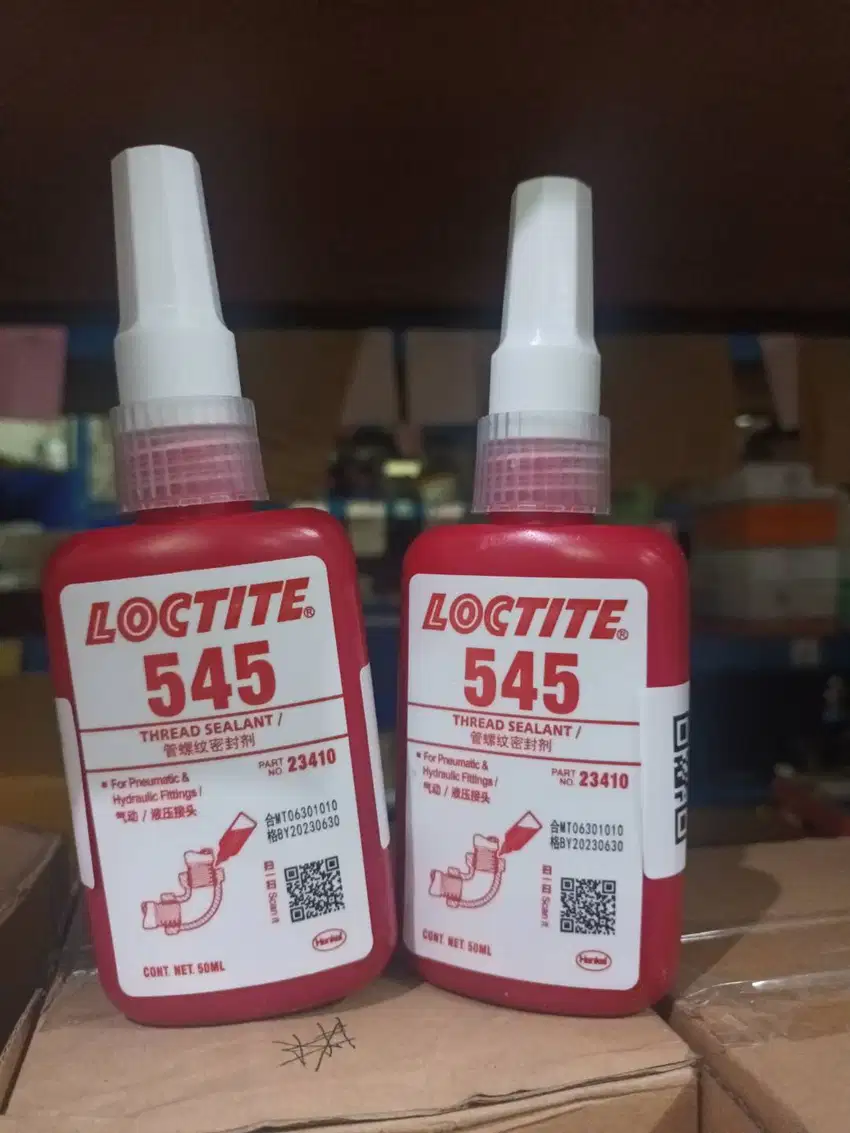 LOCTITE®
545
THREAD SEALANT /
管螺纹密封剂
PART NO. 23410
■ For Pneumatic &
Hydraulic Fittings /
气动 / 液压接头
合MT06301010
格BY20230630
扫一扫 Scan it
Henkel
CONT. NET. 50ML
LOCTITE®
545
THREAD SEALANT /
管螺纹密封剂
PART NO. 23410
■ For Pneumatic &
Hydraulic Fittings /
气动 / 液压接头
合MT06301010
格BY20230630
扫一扫 Scan it
Henkel
CONT. NET. 50ML